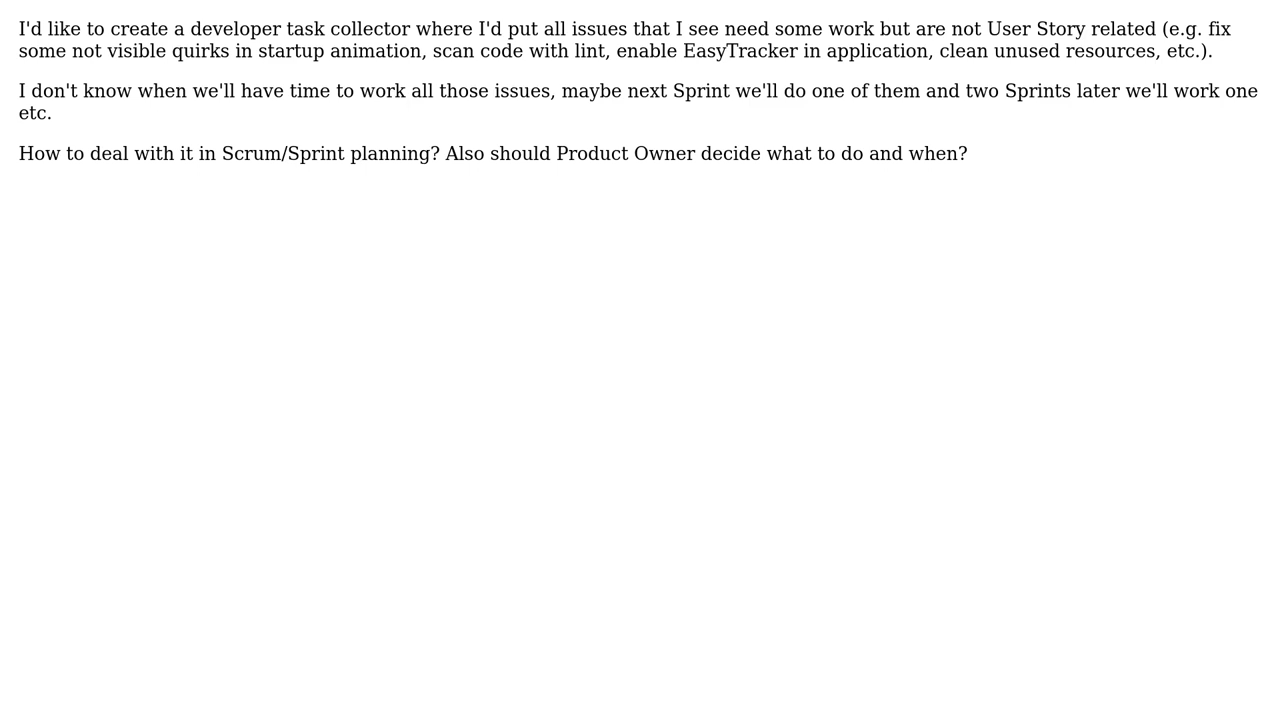 I'd like to create a developer task collector where I'd put all issues that I see need some work but are not User Story related (e.g. fix
some not visible quirks in startup animation, scan code with lint, enable EasyTracker in application, clean unused resources, etc.).
I don't know when we'll have time to work all those issues, maybe next Sprint we'll do one of them and two Sprints later we'll work one
etc.
How to deal with it in Scrum/Sprint planning? Also should Product Owner decide what to do and when?